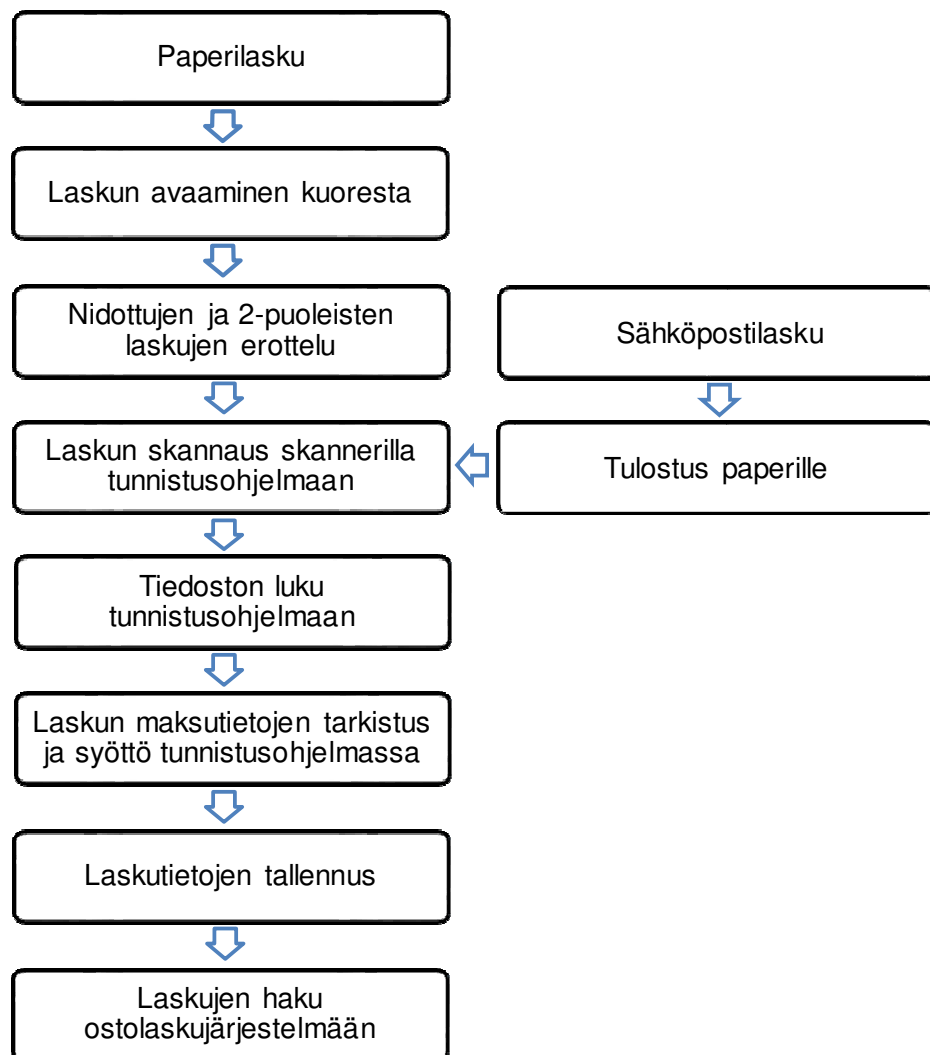 Paperilasku
Laskun avaaminen kuoresta
Nidottujen ja 2-puoleisten
laskujen erottelu
Sähköpostilasku
Laskun skannaus skannerilla
tunnistusohjelmaan
Tulostus paperille
Tiedoston luku
tunnistusohjelmaan
Laskun maksutietojen tarkistus
ja syöttö tunnistusohjelmassa
Laskutietojen tallennus
Laskujen haku
ostolaskujärjestelmään